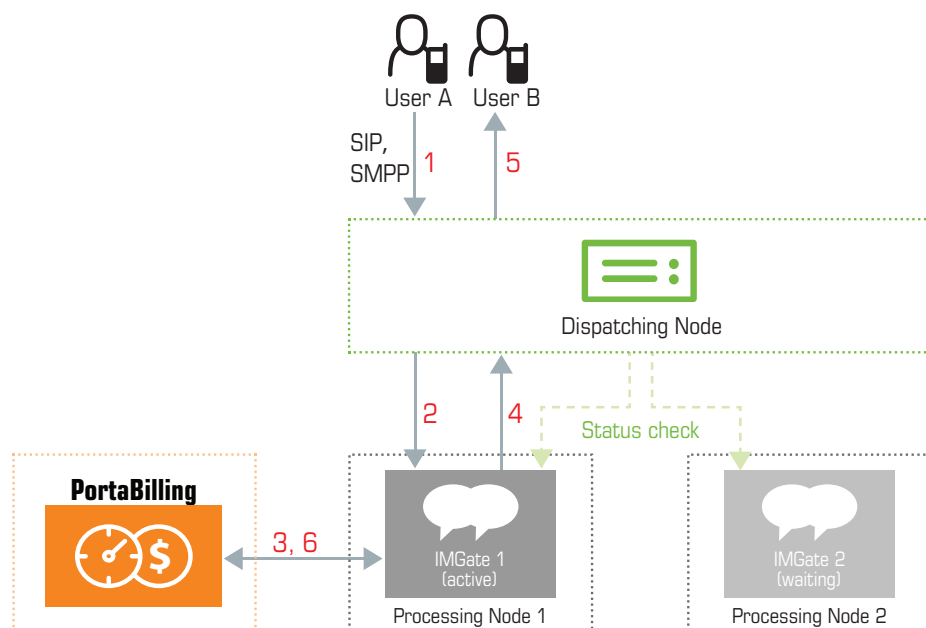 User A
User B
SIP,
SMPP
1
5
Dispatching Node
2
4
Status check
PortaBilling
$
3, 6
IMGate 1
(active)
IMGate 2
(waiting)
Processing Node 1
Processing Node 2